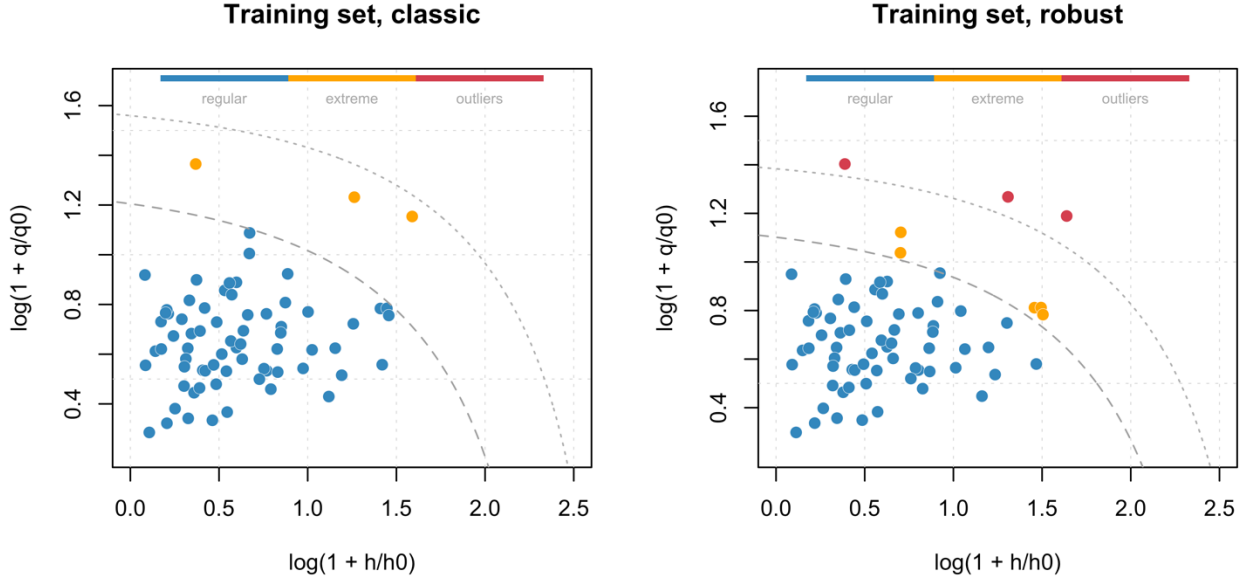 Training set, classic
regular extreme outliers
1.6
1.2
0.8
0.4
log(1 + q/q0)
0.0 0.5 1.0 1.5 2.0 2.5
log(1 + h/h0)
Training set, robust
regular extreme outliers
1.6
1.2
0.8
0.4
log(1 + q/q0)
0.0 0.5 1.0 1.5 2.0 2.5
log(1 + h/h0)